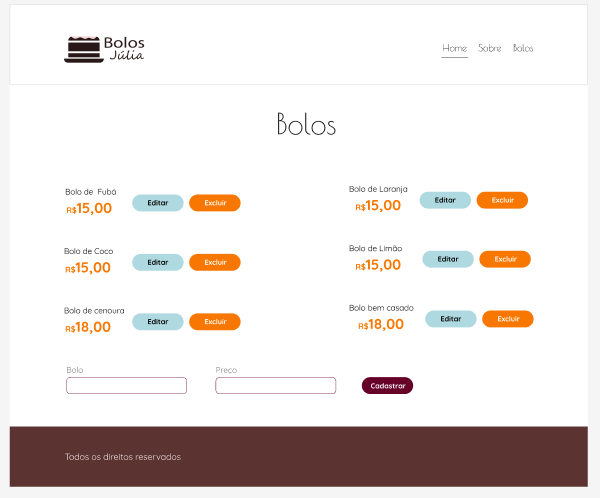 Bolos
Júlia
Home Sobre Bolos
Bolos
Bolo de Fubá
R$15,00
Editar Excluir
Bolo de Laranja
R$15,00
Editar Excluir
Bolo de Coco
R$15,00
Editar Excluir
Bolo de Limão
R$15,00
Editar Excluir
Bolo de cenoura
R$18,00
Editar Excluir
Bolo bem casado
R$18,00
Editar Excluir
Bolo
Preço
Cadastrar
Todos os direitos reservados